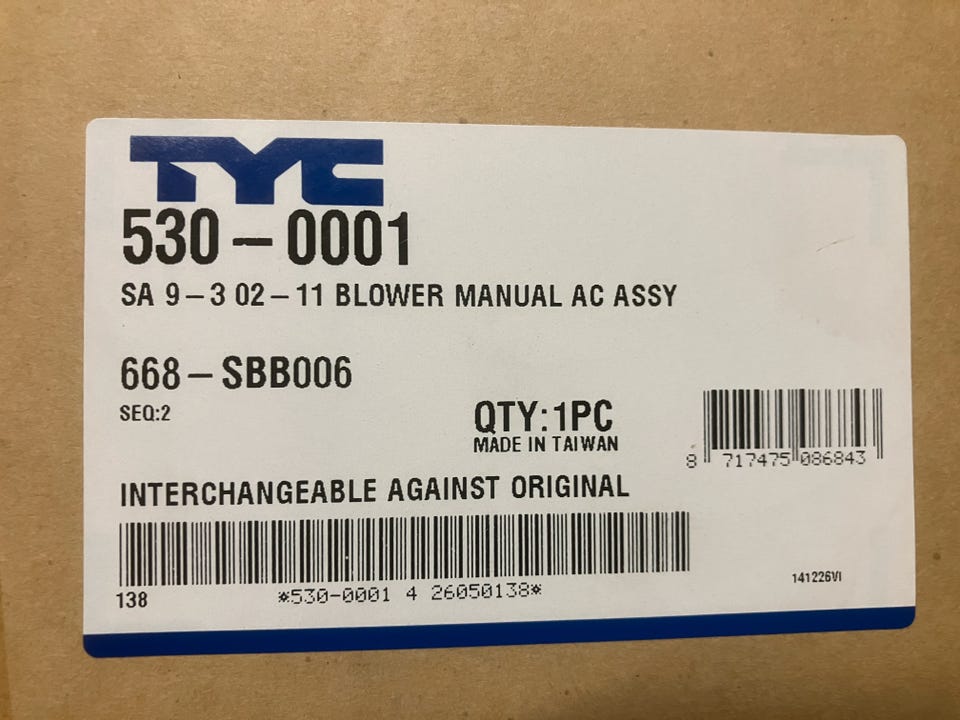 TYC
530-0001
SA 9-3 02-11 BLOWER MANUAL AC ASSY
668-SBB006
SEQ:2
QTY:1PC
MADE IN TAIWAN
8 717475 086843
INTERCHANGEABLE AGAINST ORIGINAL
138
*530-0001 4 26050138*
141226VI